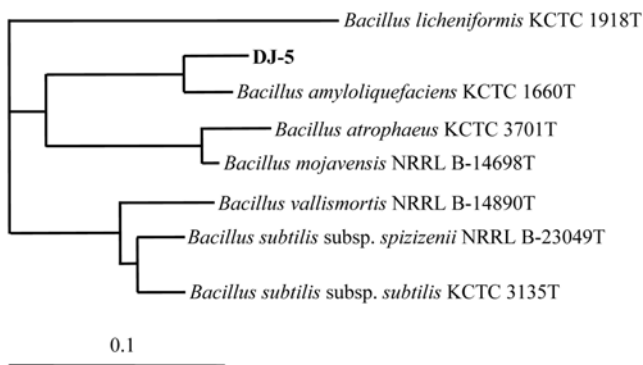 Bacillus licheniformis KCTC 1918T
DJ-5
Bacillus amyloliquefaciens KCTC 1660T
Bacillus atrophaeus KCTC 3701T
Bacillus mojavensis NRRL B-14698T
Bacillus vallismortis NRRL B-14890T
Bacillus subtilis subsp. spizizenii NRRL B-23049T
Bacillus subtilis subsp. subtilis KCTC 3135T
0.1